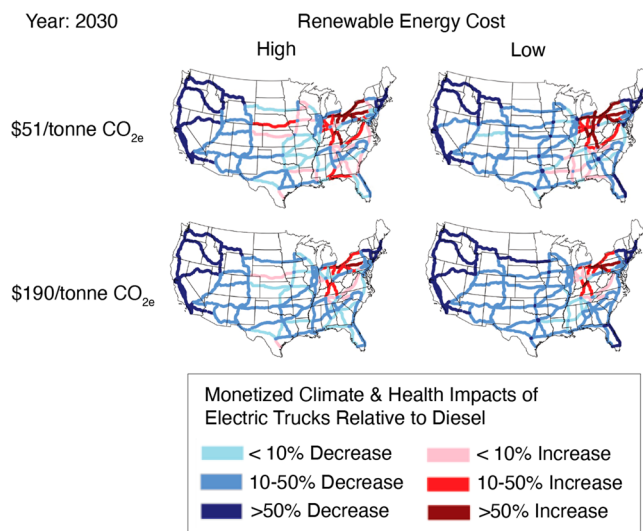 Year: 2030
Renewable Energy Cost
High
Low
$51/tonne CO2e
$190/tonne CO2e
Monetized Climate & Health Impacts of
Electric Trucks Relative to Diesel
< 10% Decrease
< 10% Increase
10-50% Decrease
10-50% Increase
>50% Decrease
>50% Increase